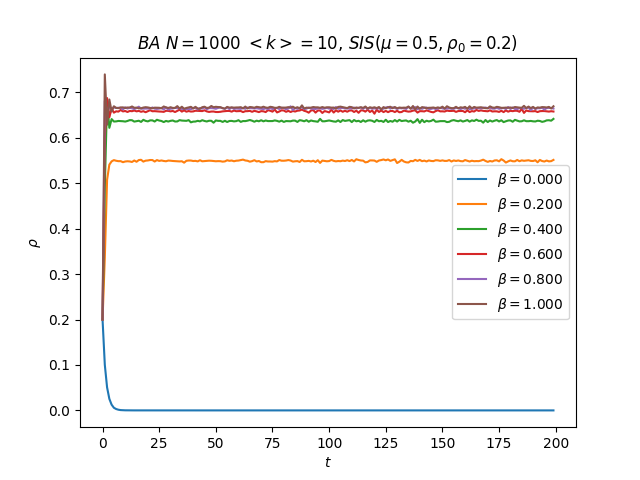 BA N = 1000 < k > = 10, SIS(μ = 0.5, ρ₀ = 0.2)
0.7
0.6
0.5
0.4
0.3
0.2
0.1
0.0
ρ
β = 0.000
β = 0.200
β = 0.400
β = 0.600
β = 0.800
β = 1.000
0 25 50 75 100 125 150 175 200
t